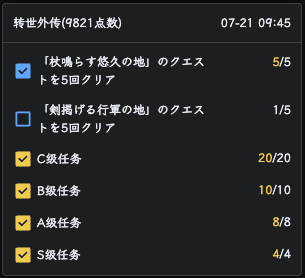 转世外传(9821点数) 07-21 09:45
「杖鳴らす悠久の地」のクエス 5/5
トを5回クリア
「剣掲げる行軍の地」のクエス 1/5
トを5回クリア
C级任务 20/20
B级任务 10/10
A级任务 8/8
S级任务 4/4